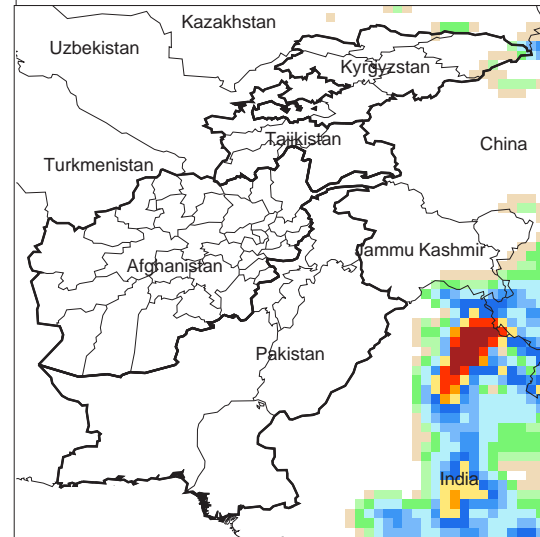 Kazakhstan
Uzbekistan
Kyrgyzstan
Tajikistan
China
Turkmenistan
Jammu Kashmir
Afghanistan
Pakistan
India